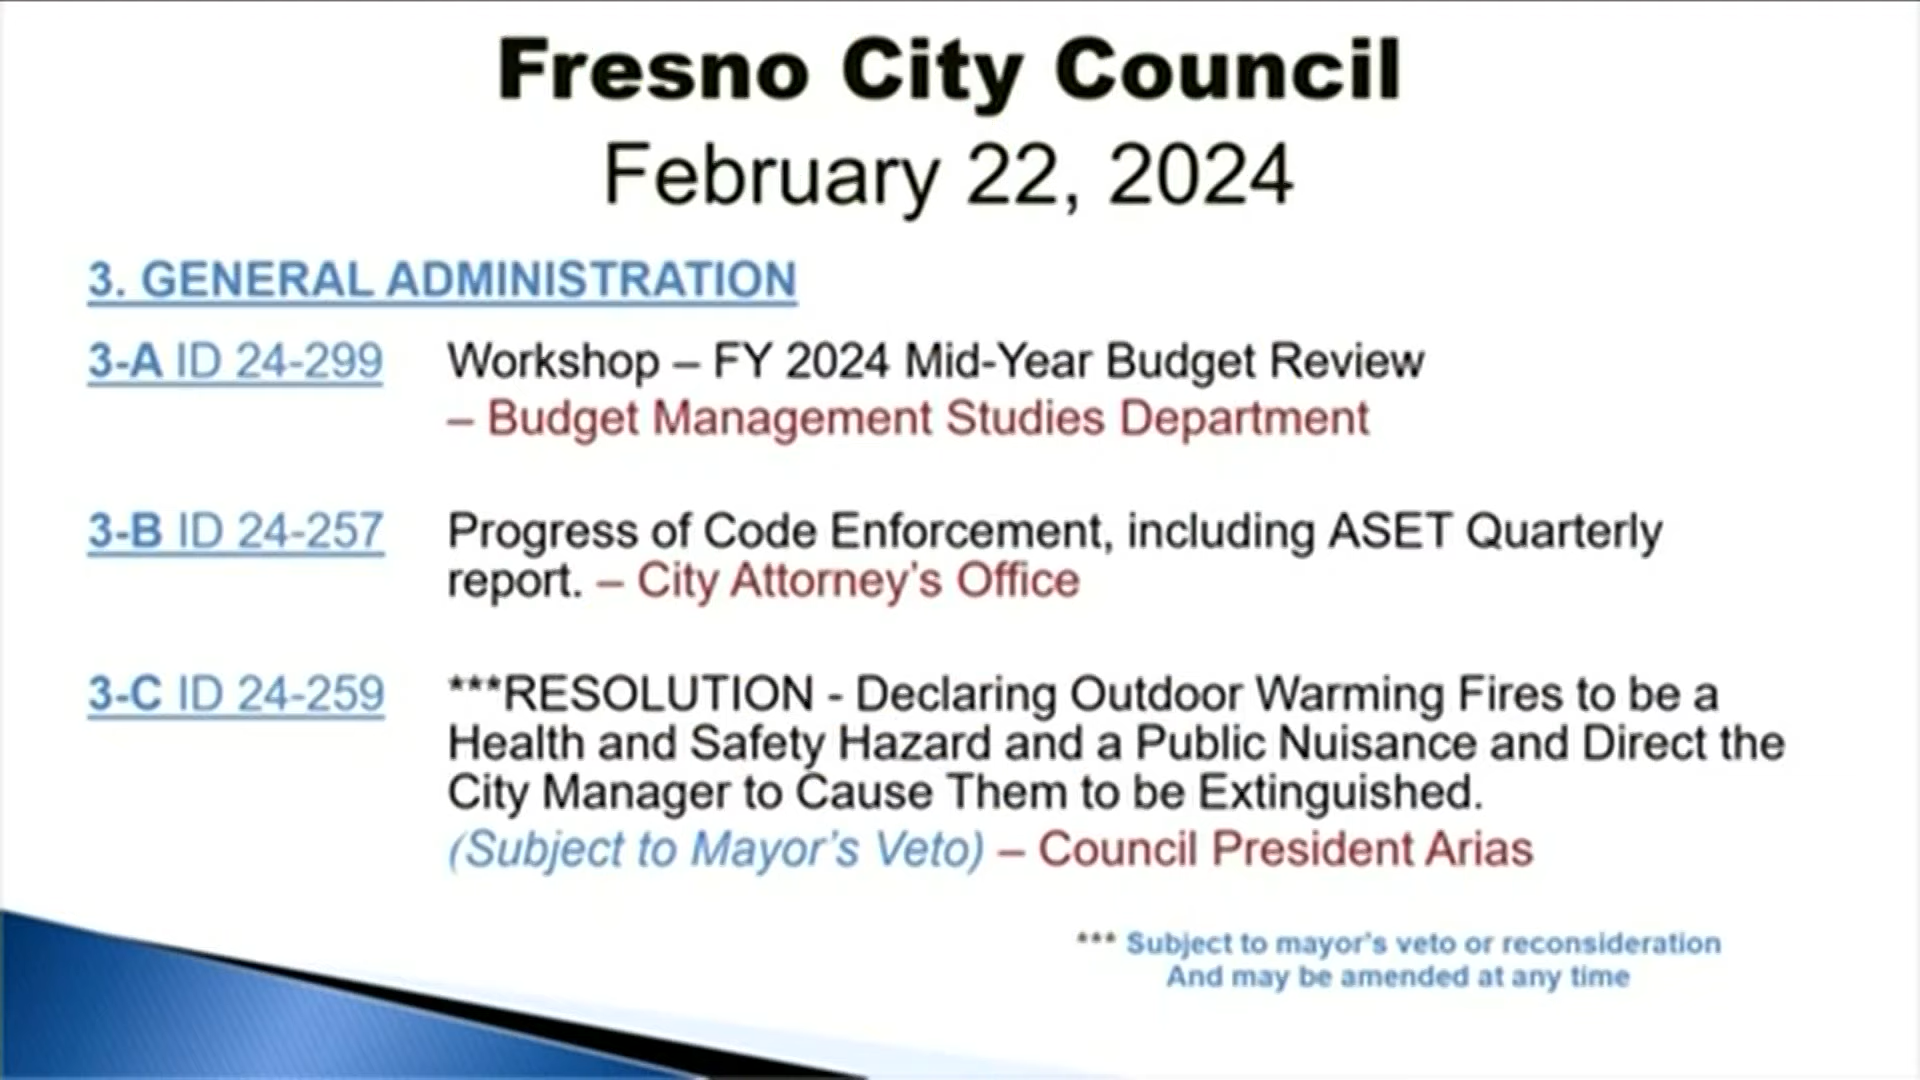 Fresno City Council
February 22, 2024
3. GENERAL ADMINISTRATION
3-A ID 24-299 Workshop – FY 2024 Mid-Year Budget Review
– Budget Management Studies Department
3-B ID 24-257 Progress of Code Enforcement, including ASET Quarterly
report. – City Attorney’s Office
3-C ID 24-259 ***RESOLUTION - Declaring Outdoor Warming Fires to be a
Health and Safety Hazard and a Public Nuisance and Direct the
City Manager to Cause Them to be Extinguished.
(Subject to Mayor’s Veto) – Council President Arias
*** Subject to mayor’s veto or reconsideration
And may be amended at any time